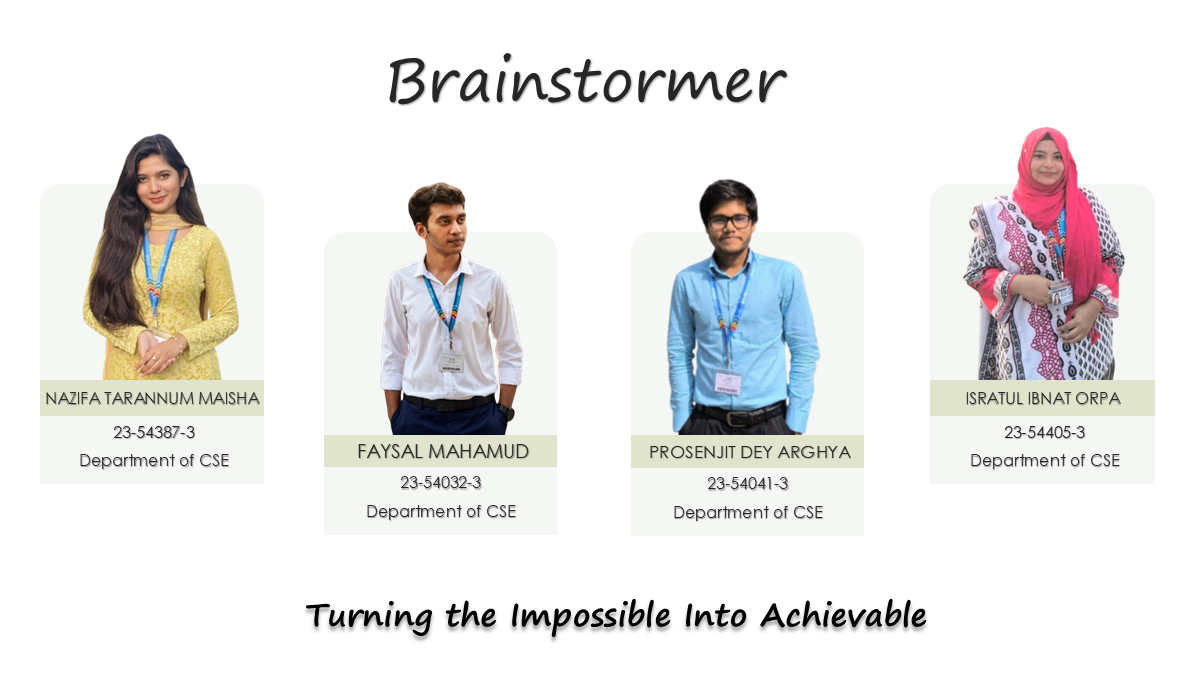 Brainstormer
NAZIFA TARANNUM MAISHA
23-54387-3
Department of CSE
FAYSAL MAHAMUD
23-54032-3
Department of CSE
PROSENJIT DEY ARGHYA
23-54041-3
Department of CSE
ISRATUL IBNAT ORPA
23-54405-3
Department of CSE
Turning the Impossible Into Achievable